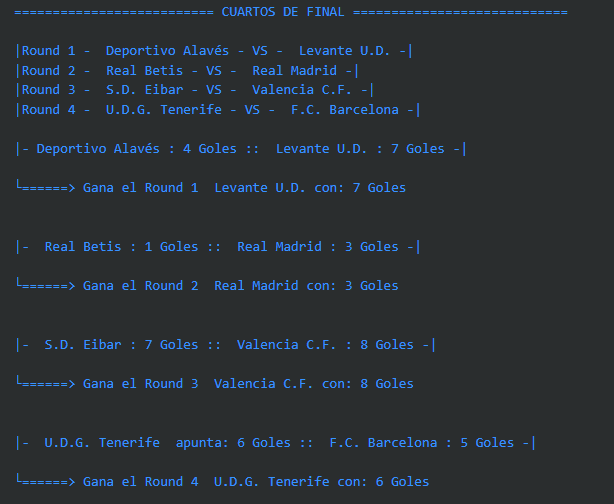 ========================== CUARTOS DE FINAL ============================
|Round 1 -  Deportivo Alavés - VS -  Levante U.D. -|
|Round 2 -  Real Betis - VS -  Real Madrid -|
|Round 3 -  S.D. Eibar - VS -  Valencia C.F. -|
|Round 4 -  U.D.G. Tenerife - VS -  F.C. Barcelona -|
|- Deportivo Alavés : 4 Goles ::  Levante U.D. : 7 Goles -|
└======> Gana el Round 1  Levante U.D. con: 7 Goles
|-  Real Betis : 1 Goles ::  Real Madrid : 3 Goles -|
└======> Gana el Round 2  Real Madrid con: 3 Goles
|-  S.D. Eibar : 7 Goles ::  Valencia C.F. : 8 Goles -|
└======> Gana el Round 3  Valencia C.F. con: 8 Goles
|-  U.D.G. Tenerife  apunta: 6 Goles ::  F.C. Barcelona : 5 Goles -|
└======> Gana el Round 4  U.D.G. Tenerife con: 6 Goles